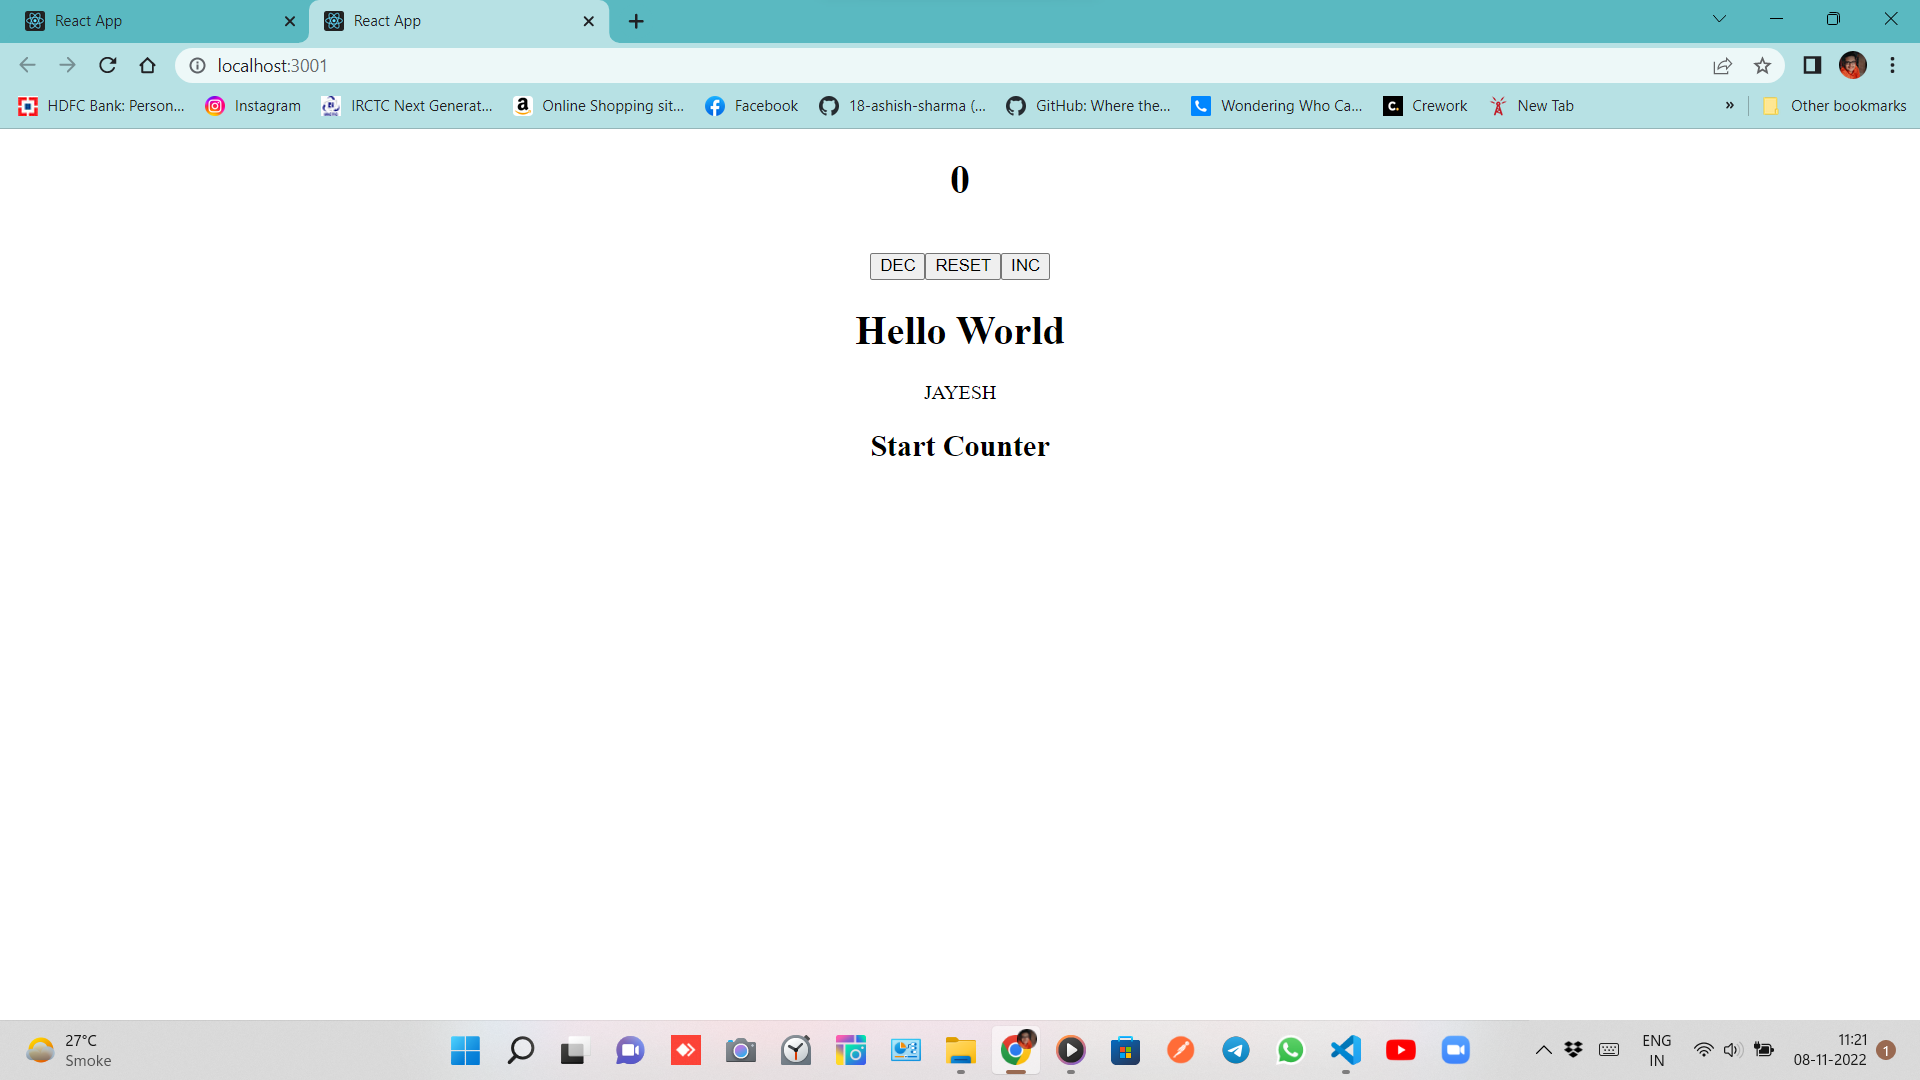 React App
React App
localhost:3001
HDFC Bank: Person...
Instagram
IRCTC Next Generat...
Online Shopping sit...
Facebook
18-ashish-sharma (...
GitHub: Where the...
Wondering Who Ca...
Crework
New Tab
»
Other bookmarks
0
DEC RESET INC
Hello World
JAYESH
Start Counter
27°C
Smoke
ENG
IN
11:21
08-11-2022
1